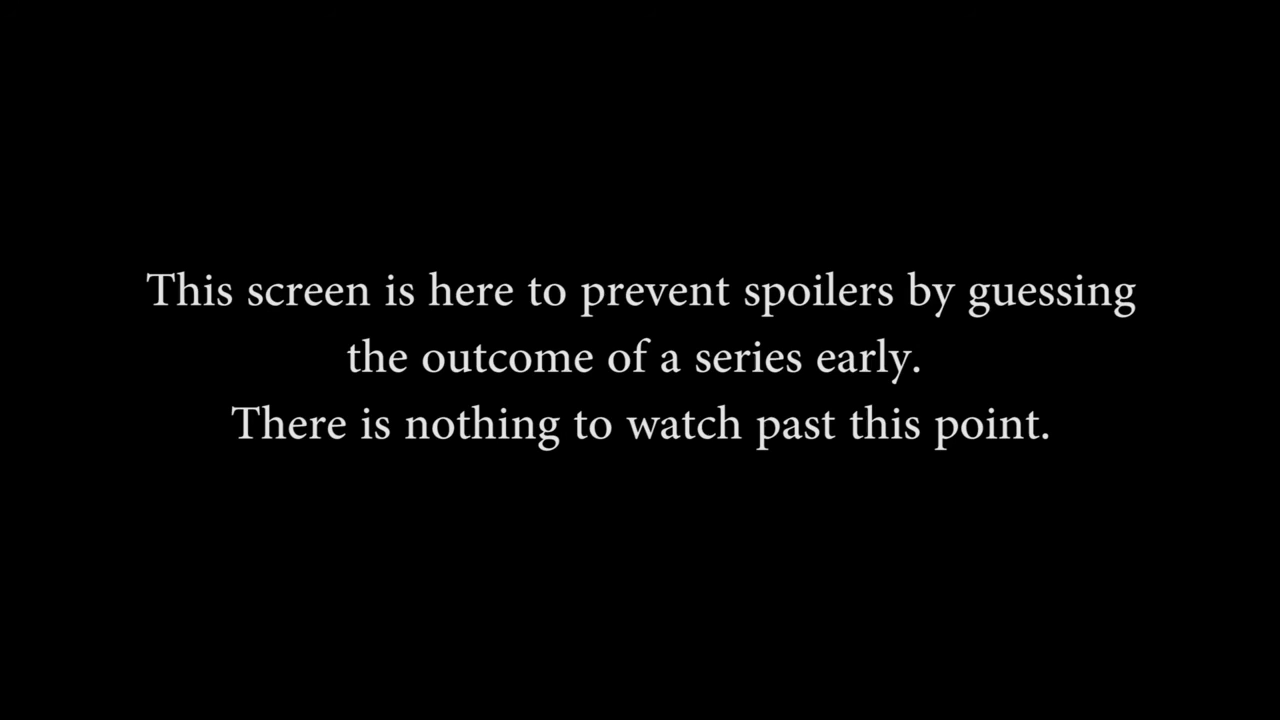 This screen is here to prevent spoilers by guessing
the outcome of a series early.
There is nothing to watch past this point.